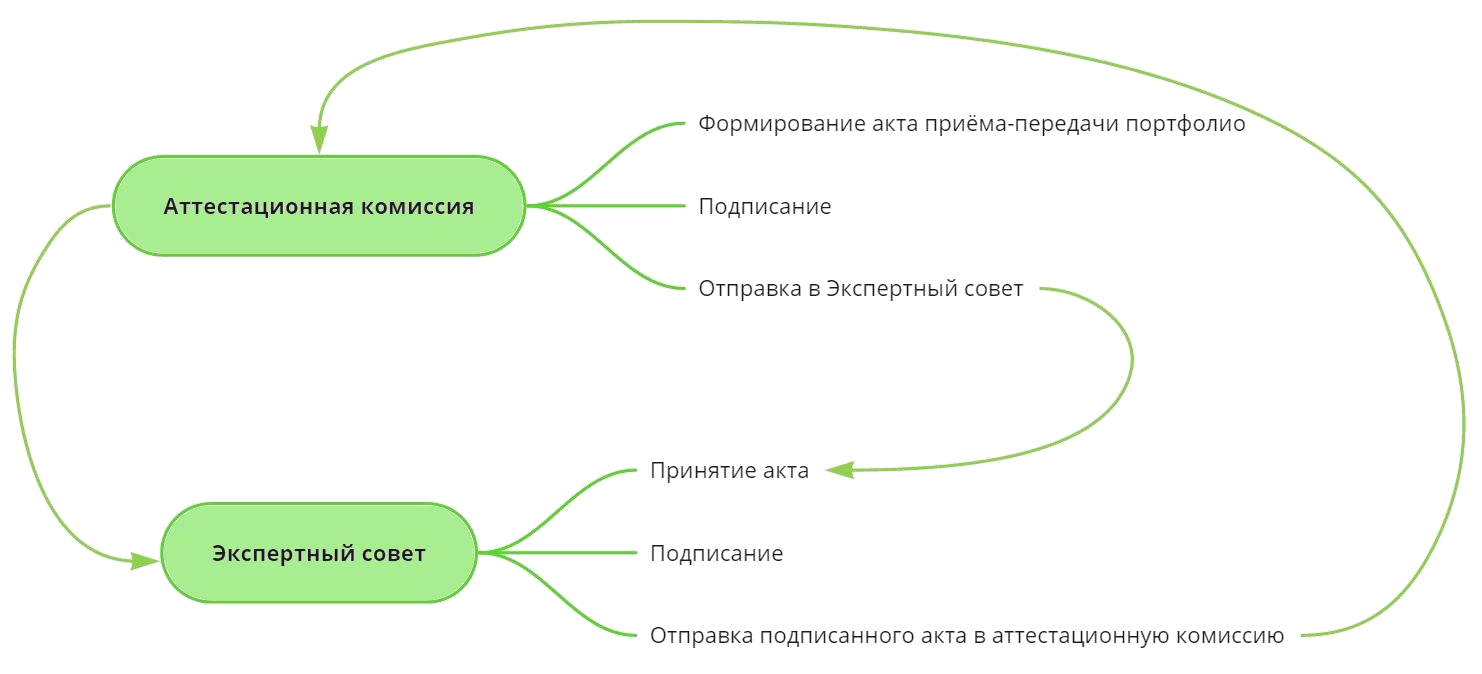 Формирование акта приёма-передачи портфолио
Аттестационная комиссия
Подписание
Отправка в Экспертный совет
Принятие акта
Экспертный совет
Подписание
Отправка подписанного акта в аттестационную комиссию